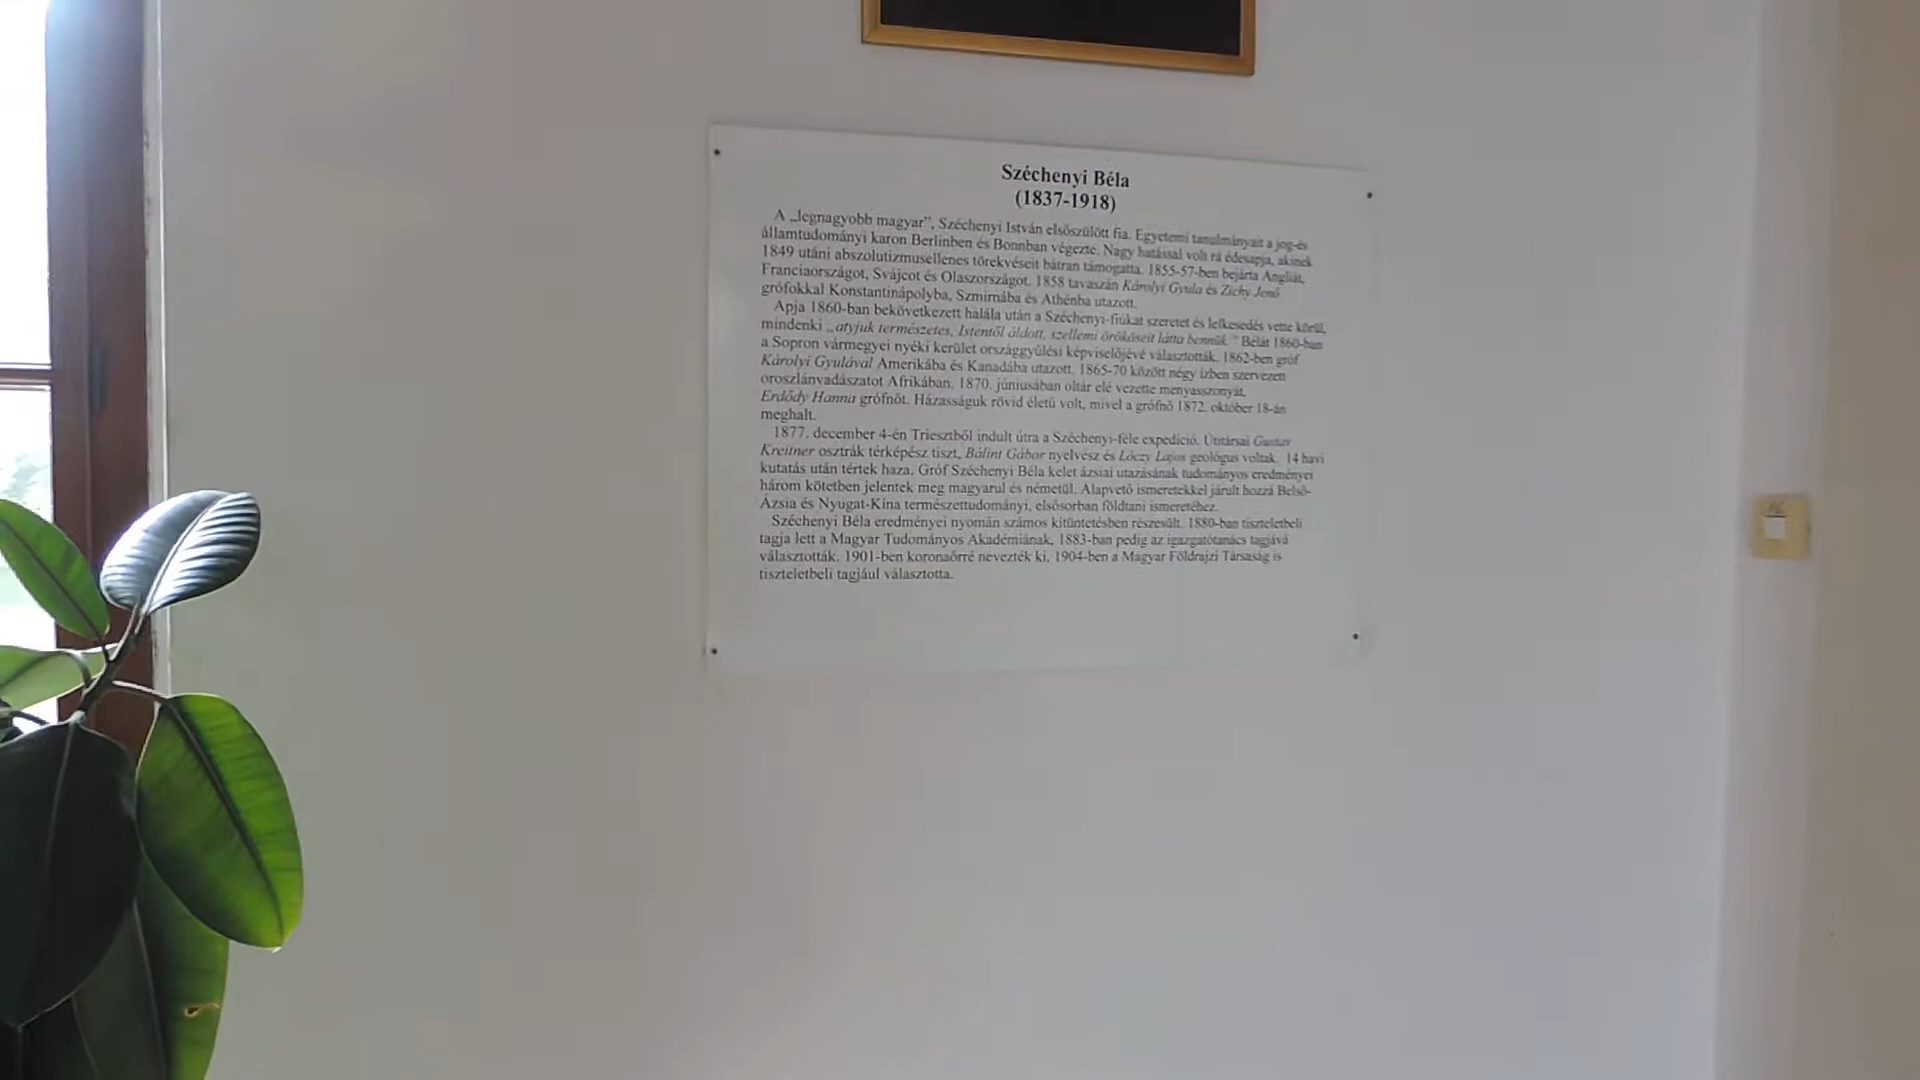 Széchenyi Béla
(1837-1918)
A „legnagyobb magyar", Széchenyi István elsőszülött fia. Egyetemi tanulmányait a jog-és
államtudományi karon Berlinben és Bonnban végezte. Nagy hatással volt rá édesapja, akinek
1849 utáni abszolutizmusellenes törekvéseit bátran támogatta. 1855-57-ben bejárta Angliát,
Franciaországot, Svájcot és Olaszországot. 1858 tavaszán Károlyi Gyula és Zichy Jenő
grófokkal Konstantinápolyba, Szmirnába és Athénba utazott.
Apja 1860-ban bekövetkezett halála után a Széchenyi-fiúkat szeretet és lelkesedés vette körül,
mindenki „atyjuk természetes, Istentől áldott, szellemi örököseit látta bennük." Bélát 1860-ban
a Sopron vármegyei nyéki kerület országgyűlési képviselőjévé választották. 1862-ben gróf
Károlyi Gyulával Amerikába és Kanadába utazott. 1865-70 között négy ízben szervezett
oroszlánvadászatot Afrikában. 1870. júniusában oltár elé vezette menyasszonyát,
Erdődy Hanna grófnőt. Házasságuk rövid életű volt, mivel a grófnő 1872. október 18-án
meghalt.
1877. december 4-én Triesztből indult útra a Széchenyi-féle expedíció. Útitársai Gustav
Kreitner osztrák térképész tiszt, Bálint Gábor nyelvész és Lóczy Lajos geológus voltak. 14 havi
kutatás után tértek haza. Gróf Széchenyi Béla kelet ázsiai utazásának tudományos eredményei
három kötetben jelentek meg magyarul és németül. Alapvető ismeretekkel járult hozzá Belső-
Ázsia és Nyugat-Kína természettudományi, elsősorban földtani ismeretéhez.
Széchenyi Béla eredményei nyomán számos kitüntetésben részesült. 1880-ban tiszteletbeli
tagja lett a Magyar Tudományos Akadémiának, 1883-ban pedig az igazgatótanács tagjává
választották. 1901-ben koronaőrré nevezték ki, 1904-ben a Magyar Földrajzi Társaság is
tiszteletbeli tagjául választotta.